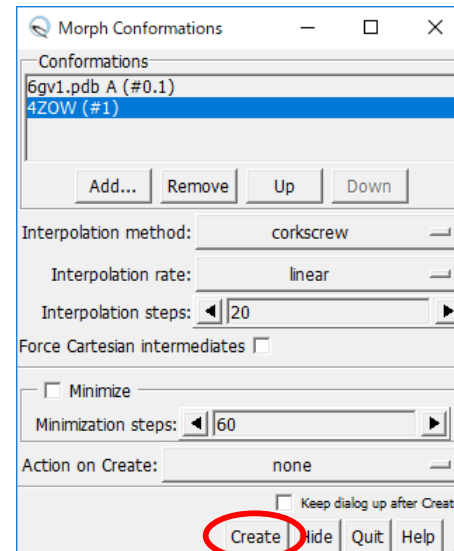 Morph Conformations
Conformations
6gv1.pdb A (#0.1)
4ZOW (#1)
Add... Remove Up Down
Interpolation method: corkscrew
Interpolation rate: linear
Interpolation steps: 20
Force Cartesian intermediates
Minimize
Minimization steps: 60
Action on Create: none
Keep dialog up after Creat
Create Hide Quit Help